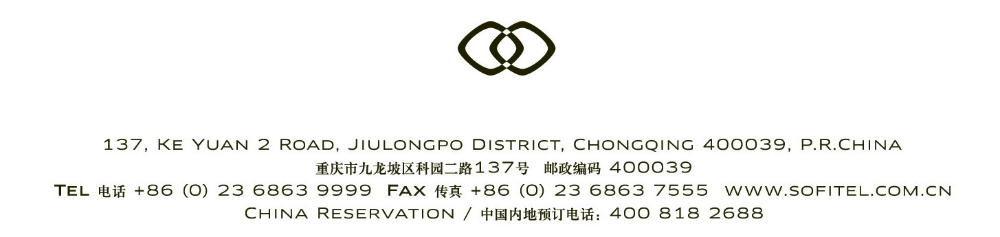 137, Ke Yuan 2 Road, Jiulongpo District, Chongqing 400039, P.R.China
重庆市九龙坡区科园二路137号 邮政编码 400039
Tel 电话 +86 (0) 23 6863 9999 Fax 传真 +86 (0) 23 6863 7555 www.sofitel.com.cn
China Reservation / 中国内地预订电话：400 818 2688